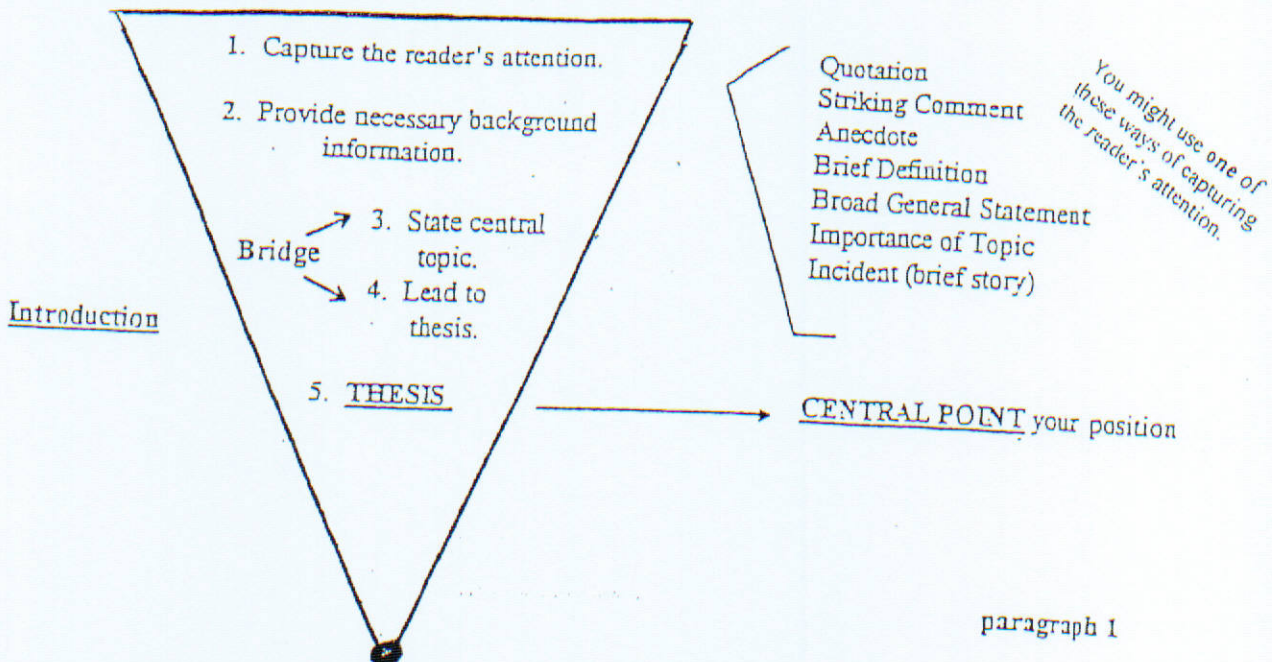 1. Capture the reader's attention.
2. Provide necessary background
information.
Bridge
3. State central
topic.
4. Lead to
thesis.
Introduction
5. THESIS
Quotation
Striking Comment
Anecdote
Brief Definition
Broad General Statement
Importance of Topic
Incident (brief story)
You might use one of
these ways of capturing
the reader's attention.
CENTRAL POINT your position
paragraph 1